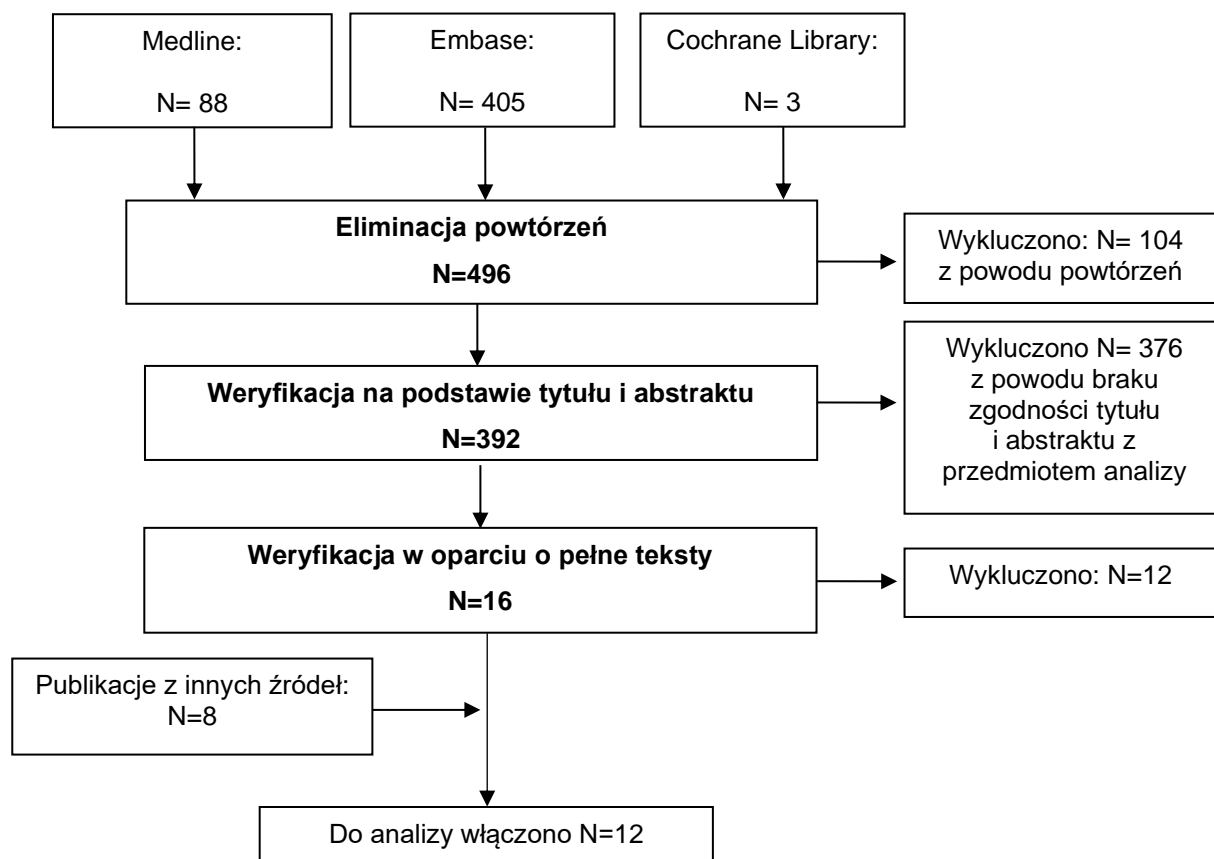 Medline:
N= 88
Embase:
N= 405
Cochrane Library:
N= 3
Eliminacja powtórzeń
N=496
Wykluczono: N= 104
z powodu powtórzeń
Weryfikacja na podstawie tytułu i abstraktu
N=392
Wykluczono N= 376
z powodu braku
zgodności tytułu
i abstraktu z
przedmiotem analizy
Weryfikacja w oparciu o pełne teksty
N=16
Wykluczono: N=12
Publikacje z innych źródeł:
N=8
Do analizy włączono N=12